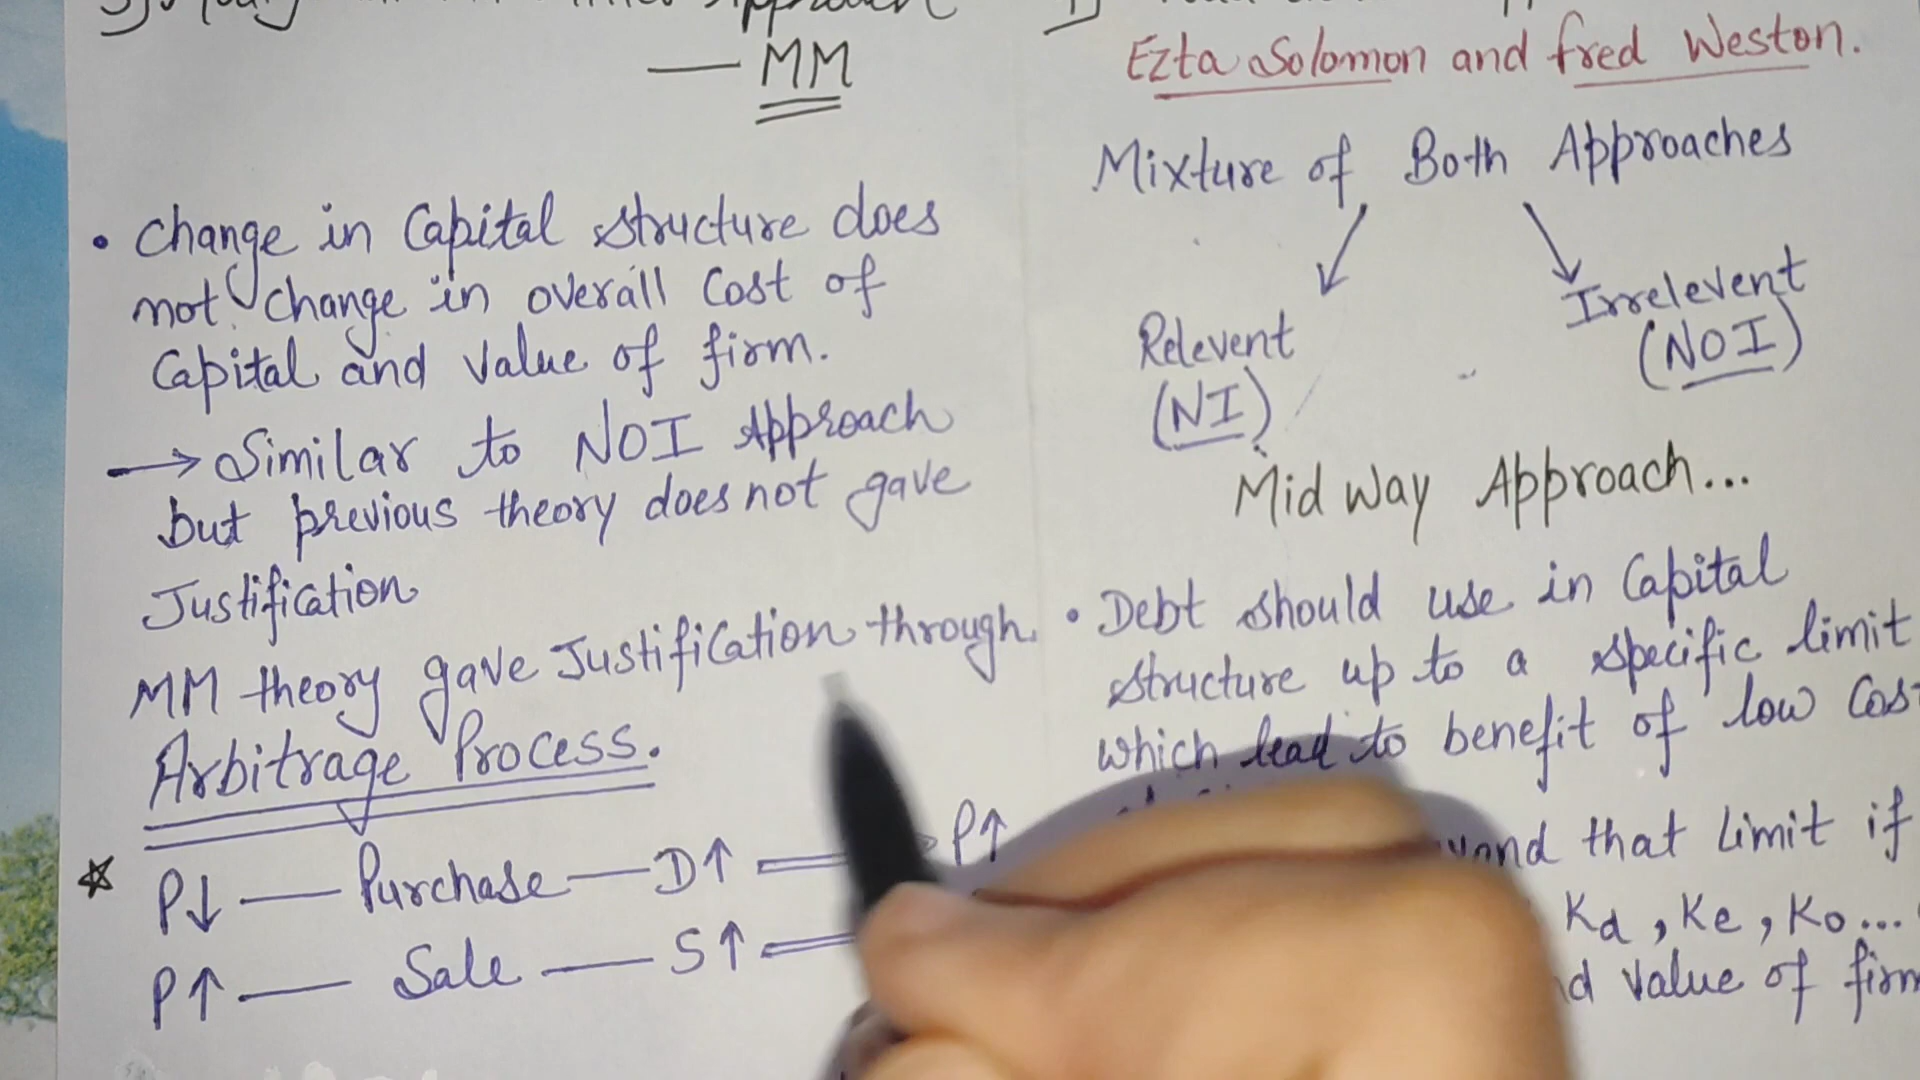 Approach
— MM
• Change in Capital structure does
not change in overall Cost of
Capital and Value of firm.
→ Similar to NOI Approach
but previous theory does not gave
Justification
MM theory gave Justification through
Arbitrage Process.
P↓ — Purchase — D↑ P↑
P↑ — Sale — S↑
Ezta Solomon and Fred Weston.
Mixture of Both Approaches
Relevent
(NI)
Irrelevent
(NOI)
Mid Way Approach...
• Debt should use in Capital
structure up to a specific limit
which lead to benefit of low Cos
that Limit if
Kd, Ke, Ko...
Value of firm